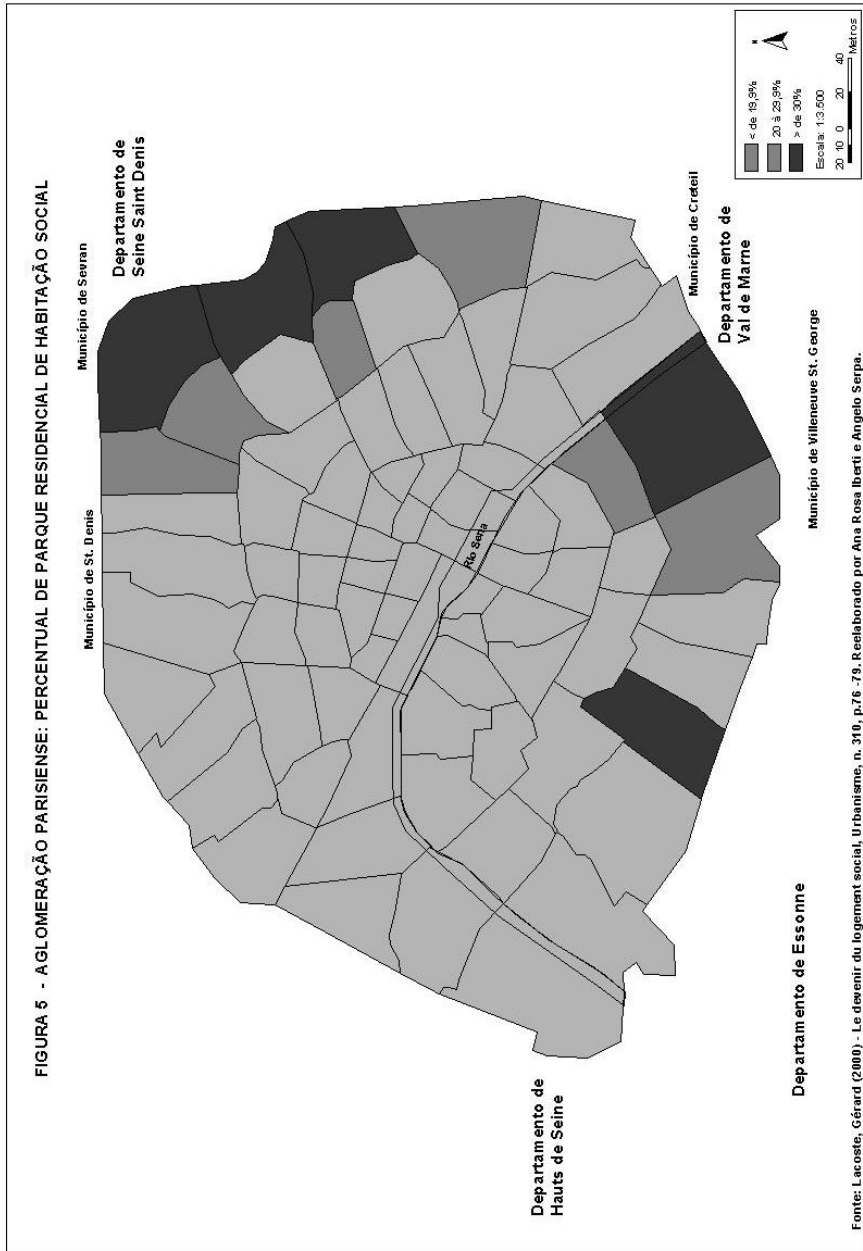 FIGURA 5 - AGLOMERAÇÃO PARISIENSE: PERCENTUAL DE PARQUE RESIDENCIAL DE HABITAÇÃO SOCIAL
Município de St. Denis
Município de Sevran
Departamento de
Seine Saint Denis
Rio Sena
Departamento de
Hauts de Seine
Município de Creteil
Departamento de
Val de Marne
Departamento de Essonne
Município de Villeneuve St. George
< de 19,9%
20 à 29,9%
> de 30%
Escala: 1:3.500
20 10 0 20 40
Metros
Fonte: Lacoste, Gérard (2000) - Le devenir du logement social, Urbanisme, n. 310, p.76 -79. Reelaborado por Ana Rosa Iberti e Angelo Serpa.